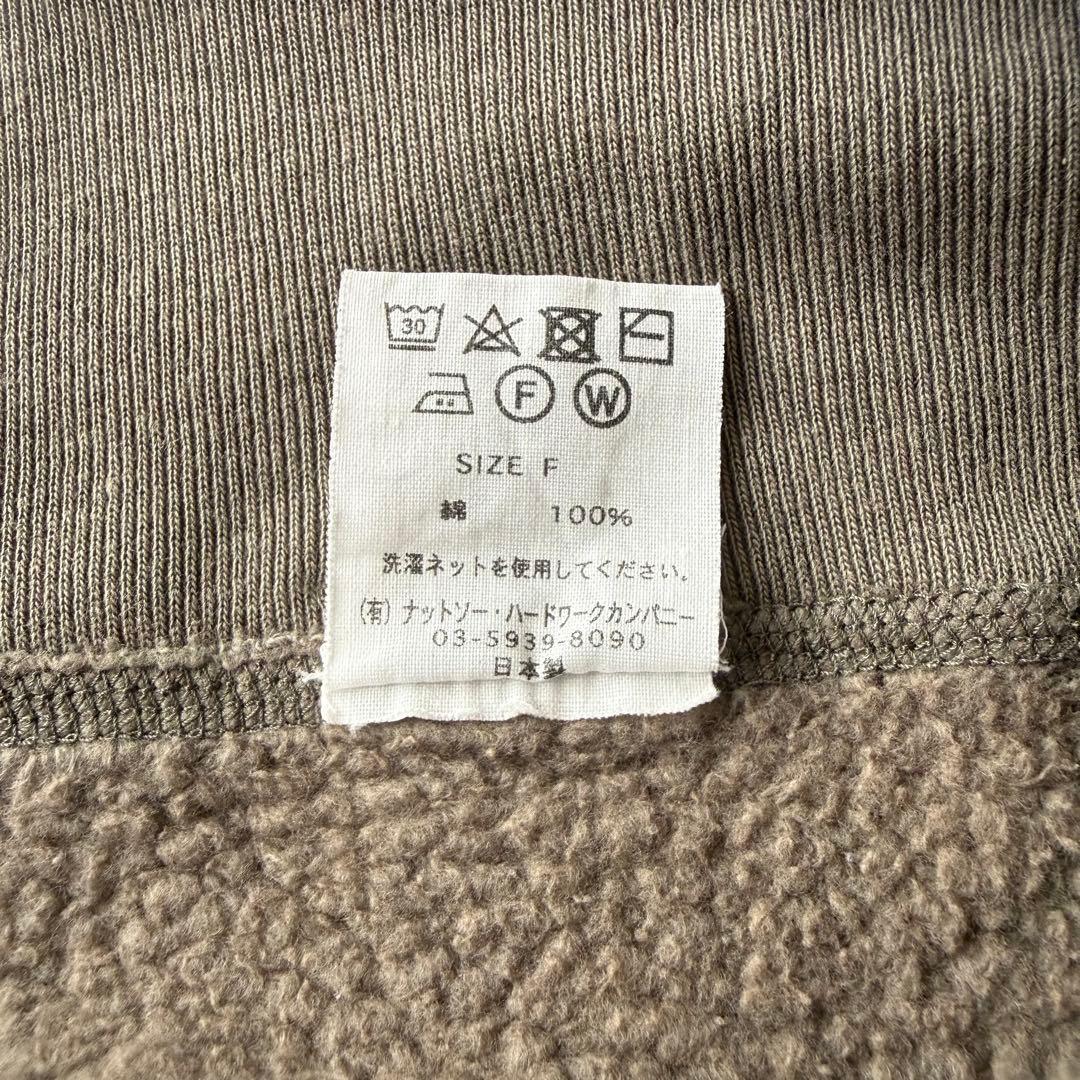 30
F W
SIZE F
綿 100%
洗濯ネットを使用してください。
(有)ナットソー・ハードワークカンパニー
03-5939-8090
日本製